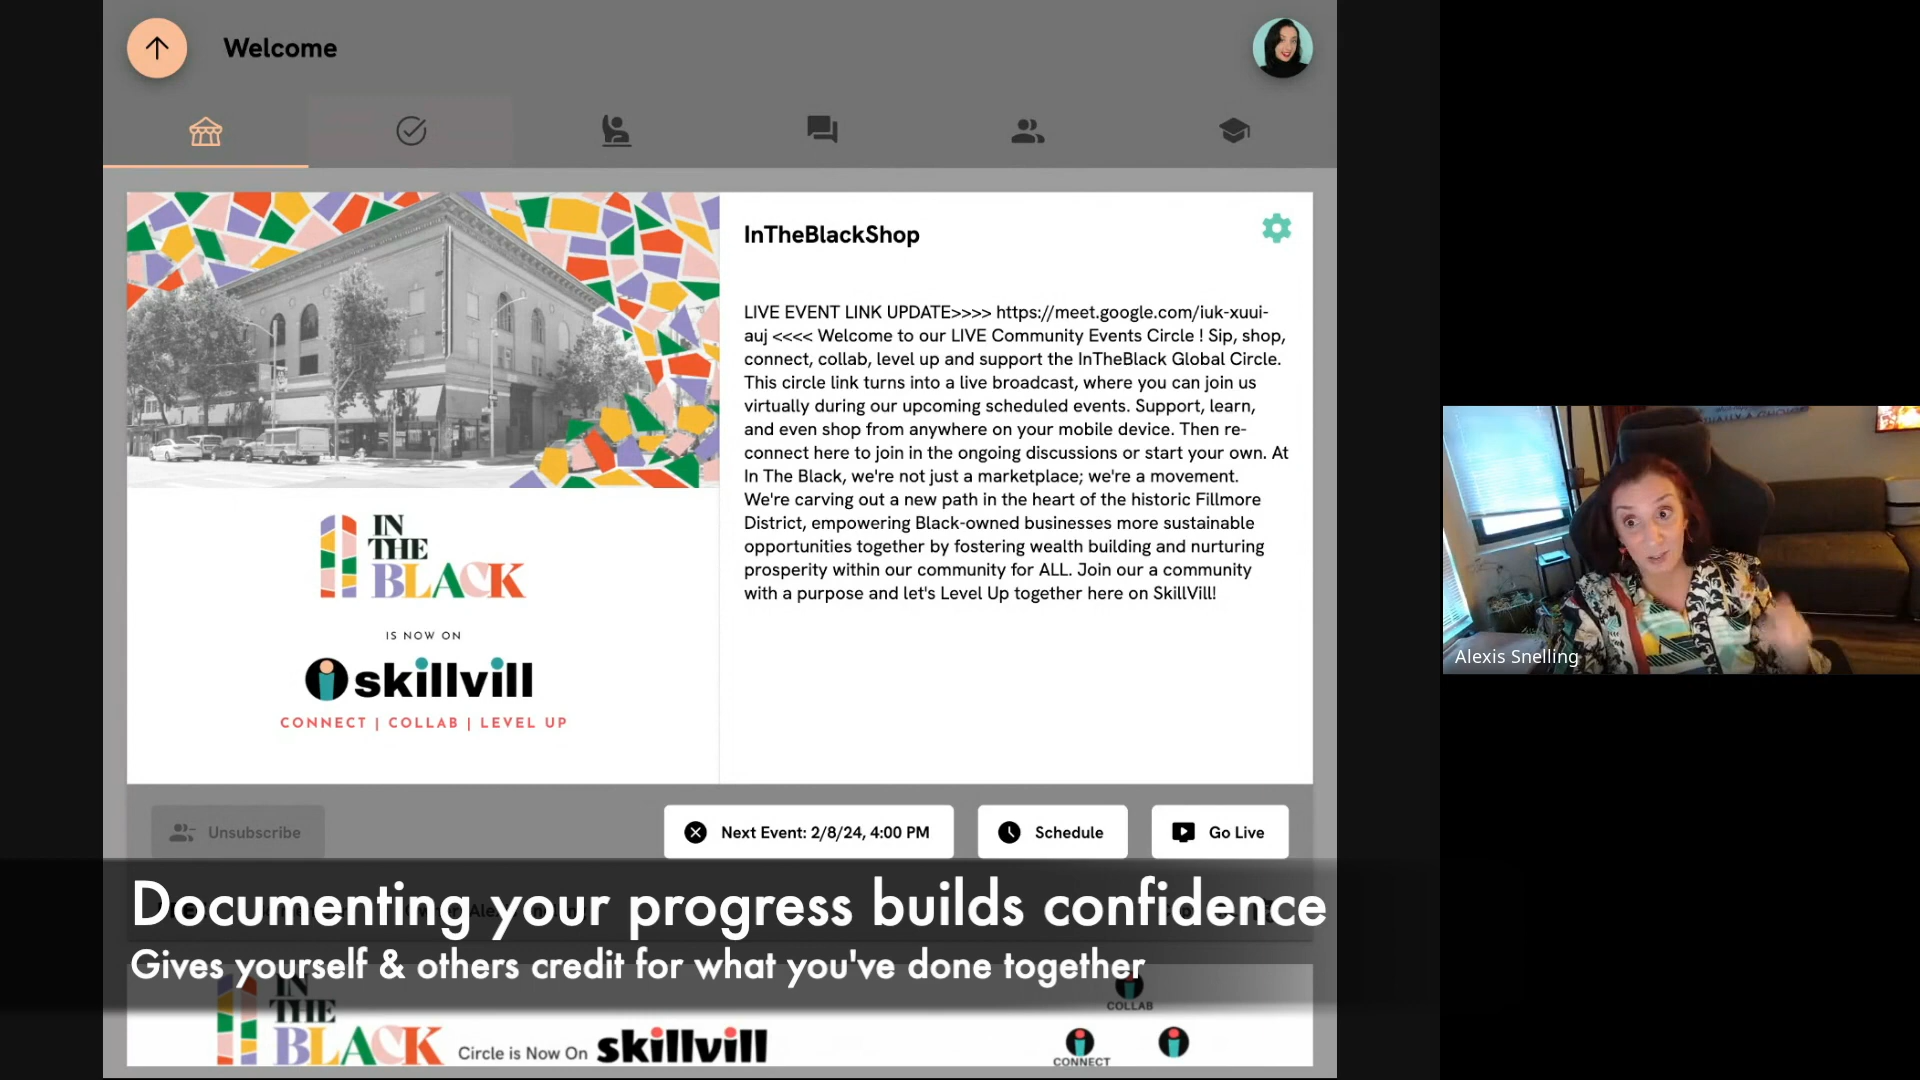 Welcome
InTheBlackShop
LIVE EVENT LINK UPDATE>>>> https://meet.google.com/iuk-xuui-
auj <<<< Welcome to our LIVE Community Events Circle ! Sip, shop,
connect, collab, level up and support the InTheBlack Global Circle.
This circle link turns into a live broadcast, where you can join us
virtually during our upcoming scheduled events. Support, learn,
and even shop from anywhere on your mobile device. Then re-
connect here to join in the ongoing discussions or start your own. At
In The Black, we're not just a marketplace; we're a movement.
We're carving out a new path in the heart of the historic Fillmore
District, empowering Black-owned businesses more sustainable
opportunities together by fostering wealth building and nurturing
prosperity within our community for ALL. Join our a community
with a purpose and let's Level Up together here on SkillVill!
IN
THE
BLACK
IS NOW ON
skillvill
CONNECT | COLLAB | LEVEL UP
Unsubscribe
Next Event: 2/8/24, 4:00 PM
Schedule
Go Live
Documenting your progress builds confidence
Gives yourself & others credit for what you've done together
IN
THE
BLACK
Circle is Now On
skillvill
COLLAB
CONNECT
Alexis Snelling